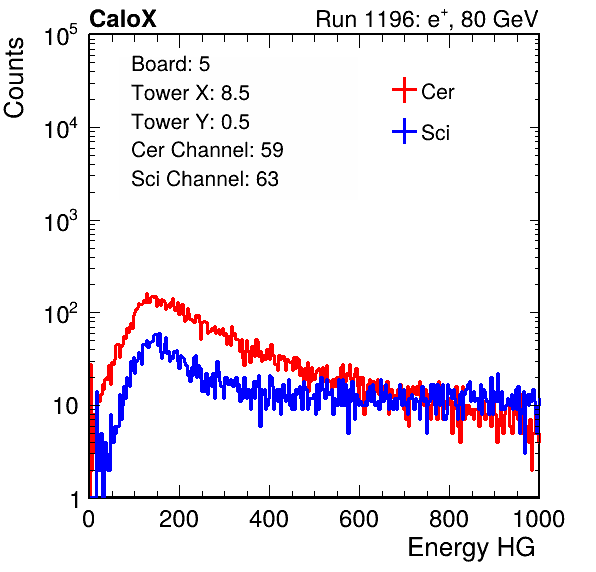 CaloX Run 1196: e+, 80 GeV
Counts
Board: 5
Tower X: 8.5
Tower Y: 0.5
Cer Channel: 59
Sci Channel: 63
Cer
Sci
10^5
10^4
10^3
10^2
10
1
0 200 400 600 800 1000
Energy HG